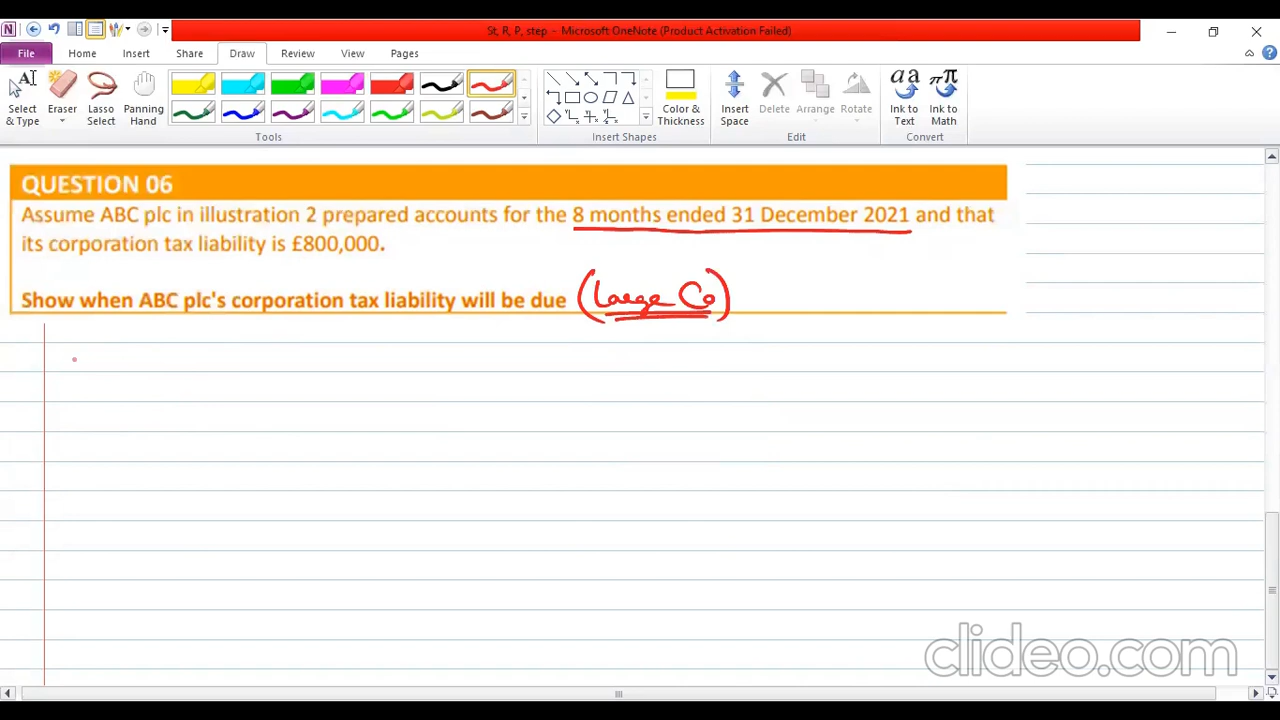 St, R, P, step - Microsoft OneNote (Product Activation Failed)
File Home Insert Share Draw Review View Pages
Select & Type
Eraser
Lasso Select
Panning Hand
Color & Thickness
Insert Space
Delete
Arrange
Rotate
Ink to Text
Ink to Math
Tools
Insert Shapes
Edit
Convert
QUESTION 06
Assume ABC plc in illustration 2 prepared accounts for the 8 months ended 31 December 2021 and that
its corporation tax liability is £800,000.
Show when ABC plc's corporation tax liability will be due (Large Co)
clideo.com